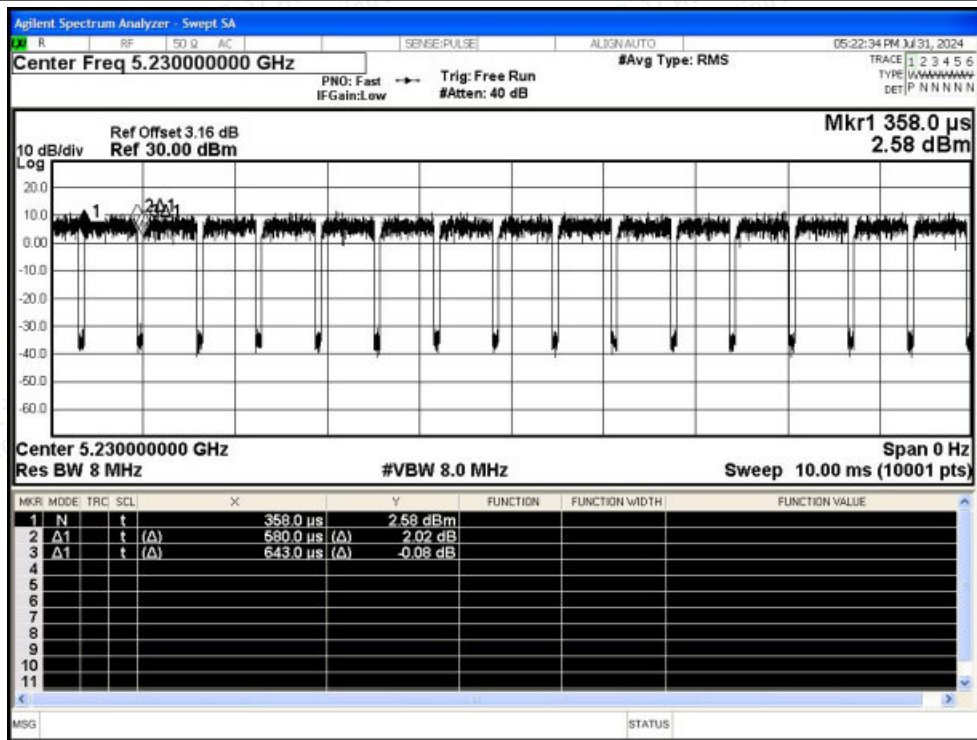 Agilent Spectrum Analyzer - Swept SA
LXI R RF 50 Ω AC SENSE:PULSE ALIGNAUTO 05:22:34 PM Jul 31, 2024
Center Freq 5.230000000 GHz #Avg Type: RMS TRACE 1 2 3 4 5 6
PNO: Fast Trig: Free Run TYPE WWWWWW
IFGain:Low #Atten: 40 dB DET P N N N N N
Mkr1 358.0 µs
Ref Offset 3.16 dB
10 dB/div Ref 30.00 dBm 2.58 dBm
Log
20.0
10.0
1 2Δ1
0.00
-10.0
-20.0
-30.0
-40.0
-50.0
-60.0
Center 5.230000000 GHz Span 0 Hz
Res BW 8 MHz #VBW 8.0 MHz Sweep 10.00 ms (10001 pts)
MKR MODE TRC SCL X Y FUNCTION FUNCTION WIDTH FUNCTION VALUE
1 N t 358.0 µs 2.58 dBm
2 Δ1 t (Δ) 580.0 µs (Δ) 2.02 dB
3 Δ1 t (Δ) 643.0 µs (Δ) -0.08 dB
4
5
6
7
8
9
10
11
MSG STATUS